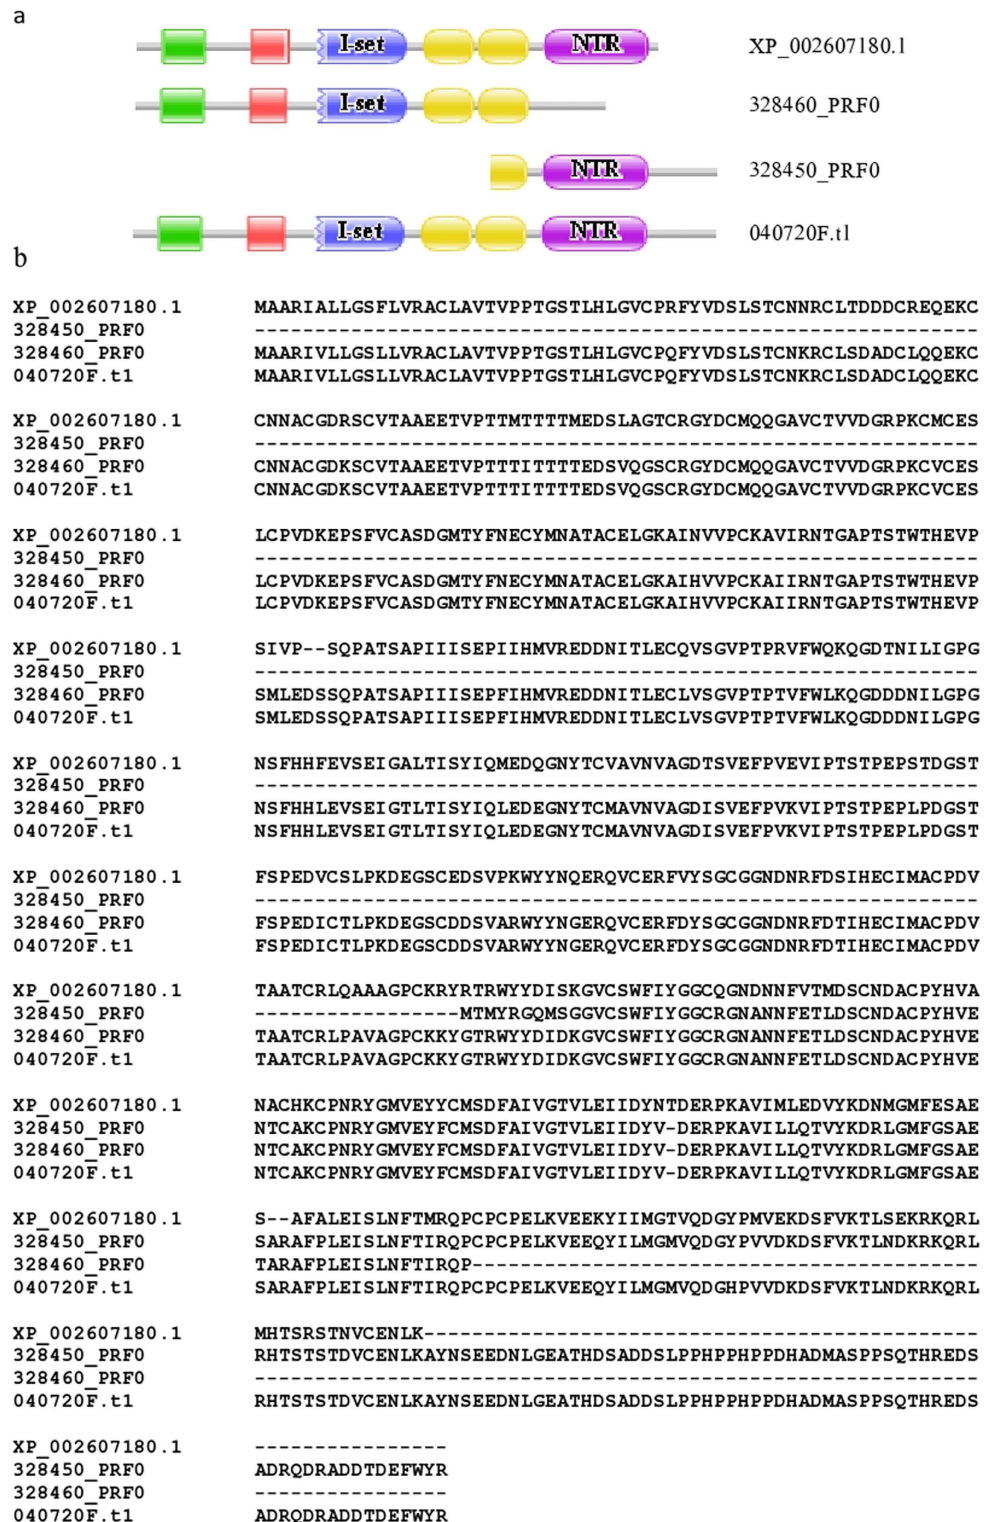 a
I-set NTR XP_002607180.1
I-set 328460_PRF0
NTR 328450_PRF0
I-set NTR 040720F.t1
b
XP_002607180.1 MAARIALLGSFLVRACLAVTVPPTGSTLHLGVCPRFYVDSLSTCNNRCLTDDDCREQEKC
328450_PRF0 ------------------------------------------------------------
328460_PRF0 MAARIVLLGSLLVRACLAVTVPPTGSTLHLGVCPQFYVDSLSTCNKRCLSDADCLQQEKC
040720F.t1 MAARIVLLGSLLVRACLAVTVPPTGSTLHLGVCPQFYVDSLSTCNKRCLSDADCLQQEKC
XP_002607180.1 CNNACGDRSCVTAAEETVPTTMTTTTMEDSLAGTCRGYDCMQQGAVCTVVDGRPKCMCES
328450_PRF0 ------------------------------------------------------------
328460_PRF0 CNNACGDKSCVTAAEETVPTTTITTTTEDSVQGSCRGYDCMQQGAVCTVVDGRPKCVCES
040720F.t1 CNNACGDKSCVTAAEETVPTTTITTTTEDSVQGSCRGYDCMQQGAVCTVVDGRPKCVCES
XP_002607180.1 LCPVDKEPSFVCASDGMTYFNECYMNATACELGKAINVVPCKAVIRNTGAPTSTWTHEVP
328450_PRF0 ------------------------------------------------------------
328460_PRF0 LCPVDKEPSFVCASDGMTYFNECYMNATACELGKAIHVVPCKAIIRNTGAPTSTWTHEVP
040720F.t1 LCPVDKEPSFVCASDGMTYFNECYMNATACELGKAIHVVPCKAIIRNTGAPTSTWTHEVP
XP_002607180.1 SIVP--SQPATSAPIIISEPIIHMVREDDNITLECQVSGVPTPRVFWQKQGDTNILIGPG
328450_PRF0 ------------------------------------------------------------
328460_PRF0 SMLEDSSQPATSAPIIISEPFIHMVREDDNITLECLVSGVPTPTVFWLKQGDDDNILGPG
040720F.t1 SMLEDSSQPATSAPIIISEPFIHMVREDDNITLECLVSGVPTPTVFWLKQGDDDNILGPG
XP_002607180.1 NSFHHFEVSEIGALTISYIQMEDQGNYTCVAVNVAGDTSVEFPVEVIPTSTPEPSTDGST
328450_PRF0 ------------------------------------------------------------
328460_PRF0 NSFHHLEVSEIGTLTISYIQLEDEGNYTCMAVNVAGDISVEFPVKVIPTSTPEPLPDGST
040720F.t1 NSFHHLEVSEIGTLTISYIQLEDEGNYTCMAVNVAGDISVEFPVKVIPTSTPEPLPDGST
XP_002607180.1 FSPEDVCSLPKDEGSCEDSVPKWYYNQERQVCERFVYSGCGGNDNRFDSIHECIMACPDV
328450_PRF0 ------------------------------------------------------------
328460_PRF0 FSPEDICTLPKDEGSCDDSVARWYYNGERQVCERFDYSGCGGNDNRFDTIHECIMACPDV
040720F.t1 FSPEDICTLPKDEGSCDDSVARWYYNGERQVCERFDYSGCGGNDNRFDTIHECIMACPDV
XP_002607180.1 TAATCRLQAAAGPCKRYRTRWYYDISKGVCSWFIYGGCQGNDNNFVTMDSCNDACPYHVA
328450_PRF0 -----------------MTMYRGQMSGGVCSWFIYGGCRGNANNFETLDSCNDACPYHVE
328460_PRF0 TAATCRLPAVAGPCKKYGTRWYYDIDKGVCSWFIYGGCRGNANNFETLDSCNDACPYHVE
040720F.t1 TAATCRLPAVAGPCKKYGTRWYYDIDKGVCSWFIYGGCRGNANNFETLDSCNDACPYHVE
XP_002607180.1 NACHKCPNRYGMVEYYCMSDFAIVGTVLEIIDYNTDERPKAVIMLEDVYKDNMGMFESAE
328450_PRF0 NTCAKCPNRYGMVEYFCMSDFAIVGTVLEIIDYV-DERPKAVILLQTVYKDRLGMFGSAE
328460_PRF0 NTCAKCPNRYGMVEYFCMSDFAIVGTVLEIIDYV-DERPKAVILLQTVYKDRLGMFGSAE
040720F.t1 NTCAKCPNRYGMVEYFCMSDFAIVGTVLEIIDYV-DERPKAVILLQTVYKDRLGMFGSAE
XP_002607180.1 S--AFALEISLNFTMRQPCPCPELKVEEKYIIMGTVQDGYPMVEKDSFVKTLSEKRKQRL
328450_PRF0 SARAFPLEISLNFTIRQPCPCPELKVEEQYILMGMVQDGYPVVDKDSFVKTLNDKRKQRL
328460_PRF0 TARAFPLEISLNFTIRQP------------------------------------------
040720F.t1 SARAFPLEISLNFTIRQPCPCPELKVEEQYILMGMVQDGHPVVDKDSFVKTLNDKRKQRL
XP_002607180.1 MHTSRSTNVCENLK----------------------------------------------
328450_PRF0 RHTSTSTDVCENLKAYNSEEDNLGEATHDSADDSLPPHPPHPPDHADMASPPSQTHREDS
328460_PRF0 ------------------------------------------------------------
040720F.t1 RHTSTSTDVCENLKAYNSEEDNLGEATHDSADDSLPPHPPHPPDHADMASPPSQTHREDS
XP_002607180.1 ----------------
328450_PRF0 ADRQDRADDTDEFWYR
328460_PRF0 ----------------
040720F.t1 ADRQDRADDTDEFWYR